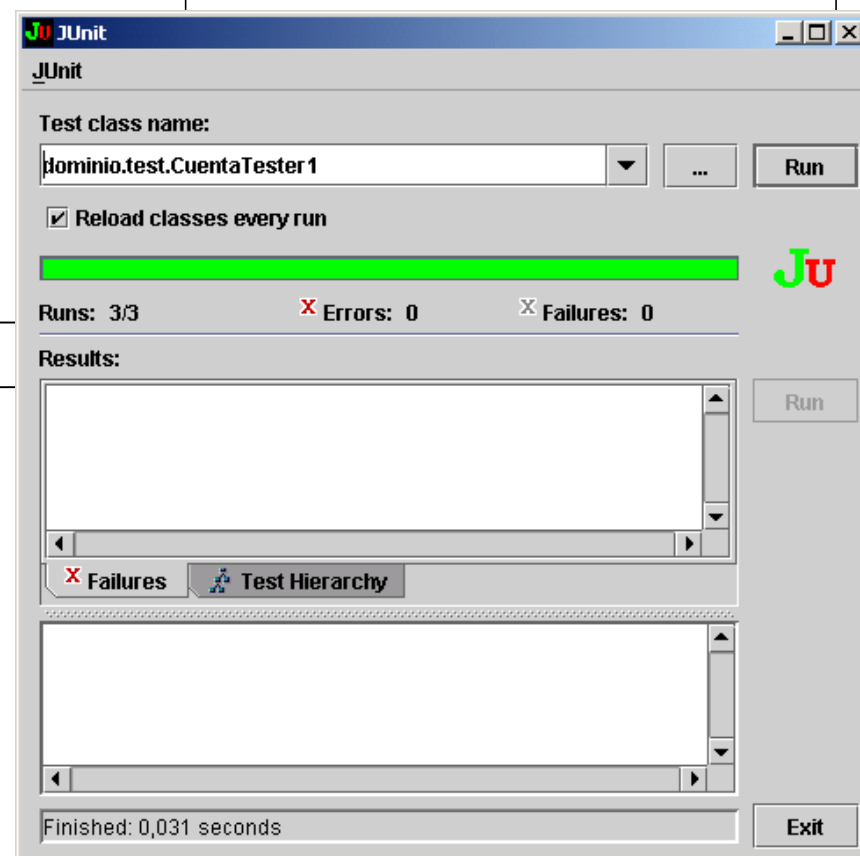 JU JUnit
JUnit
Test class name:
dominio.test.CuentaTester1 ... Run
Reload classes every run
JU
Runs: 3/3 X Errors: 0 X Failures: 0
Results:
Run
X Failures Test Hierarchy
Finished: 0,031 seconds Exit